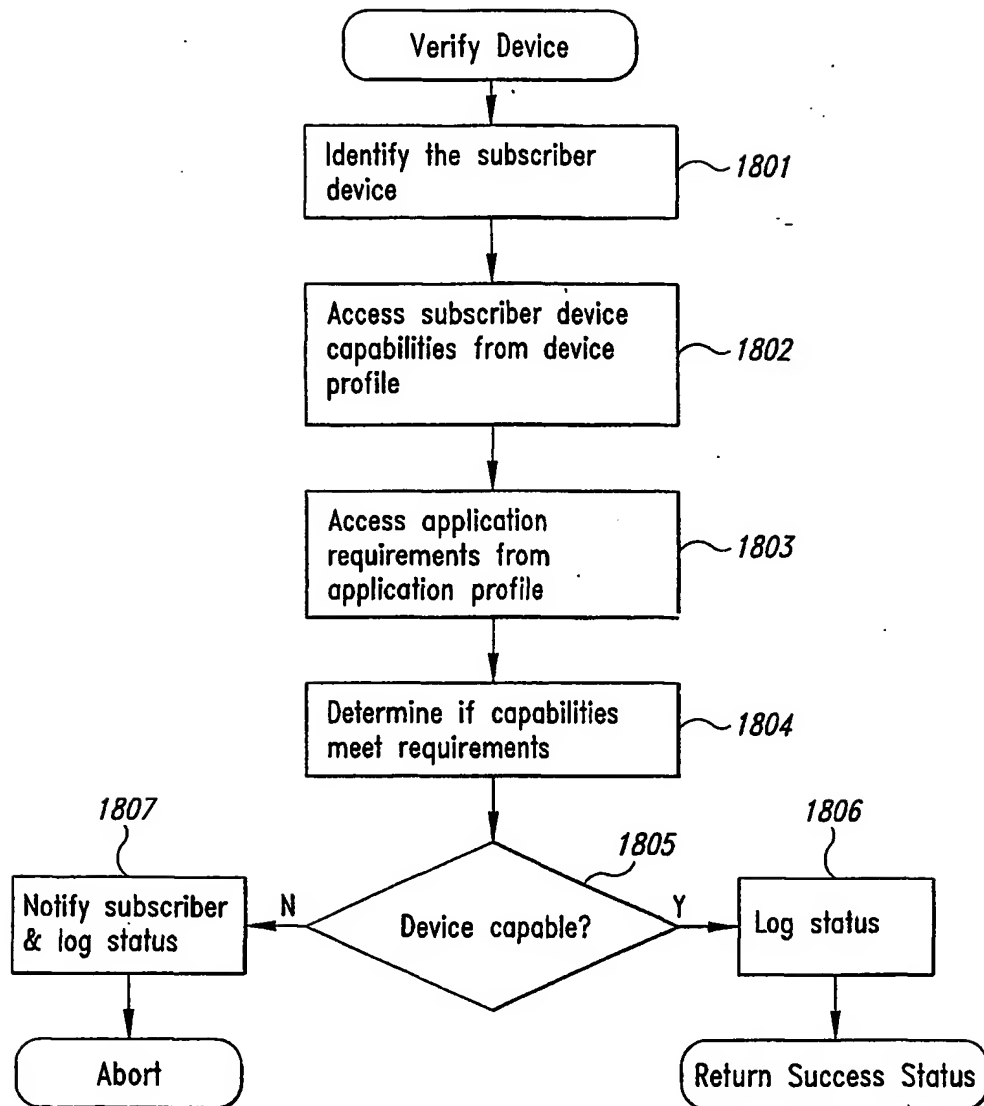 Verify Device
Identify the subscriber
device
1801
Access subscriber device
capabilities from device
profile
1802
Access application
requirements from
application profile
1803
Determine if capabilities
meet requirements
1804
1807
1805
1806
Notify subscriber
& log status
N
Device capable?
Y
Log status
Abort
Return Success Status